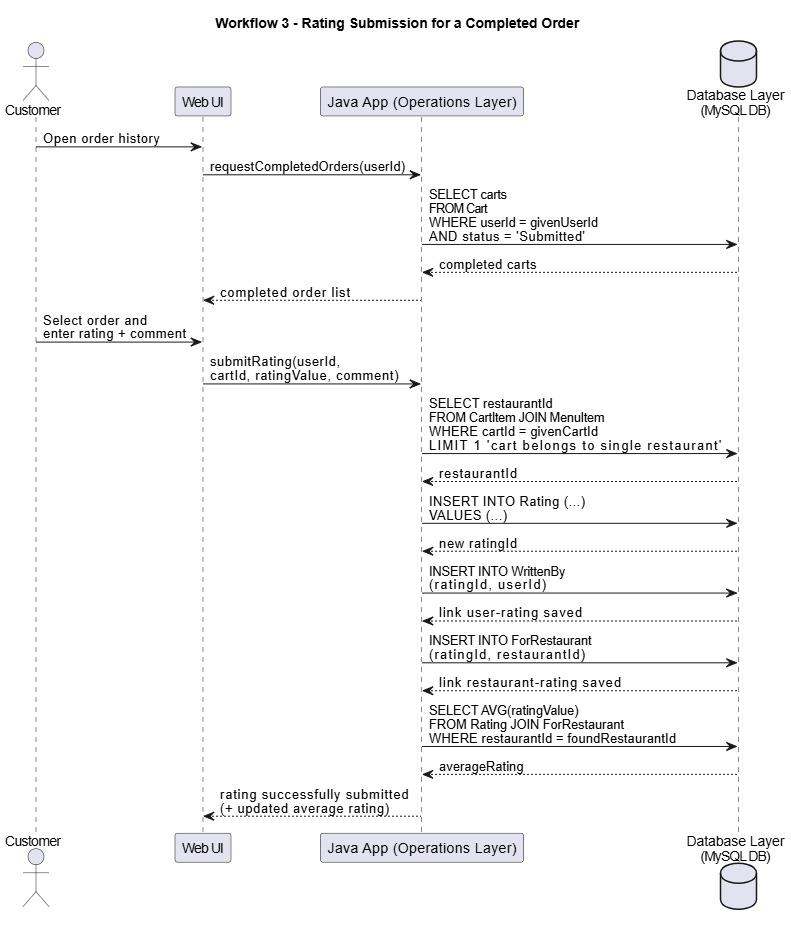 Workflow 3 - Rating Submission for a Completed Order
Customer
Web UI
Java App (Operations Layer)
Database Layer
(MySQL DB)
Open order history
requestCompletedOrders(userId)
SELECT carts
FROM Cart
WHERE userId = givenUserId
AND status = 'Submitted'
completed carts
completed order list
Select order and
enter rating + comment
submitRating(userId,
cartId, ratingValue, comment)
SELECT restaurantId
FROM CartItem JOIN MenuItem
WHERE cartId = givenCartId
LIMIT 1 'cart belongs to single restaurant'
restaurantId
INSERT INTO Rating (...)
VALUES (...)
new ratingId
INSERT INTO WrittenBy
(ratingId, userId)
link user-rating saved
INSERT INTO ForRestaurant
(ratingId, restaurantId)
link restaurant-rating saved
SELECT AVG(ratingValue)
FROM Rating JOIN ForRestaurant
WHERE restaurantId = foundRestaurantId
averageRating
rating successfully submitted
(+ updated average rating)
Customer
Web UI
Java App (Operations Layer)
Database Layer
(MySQL DB)